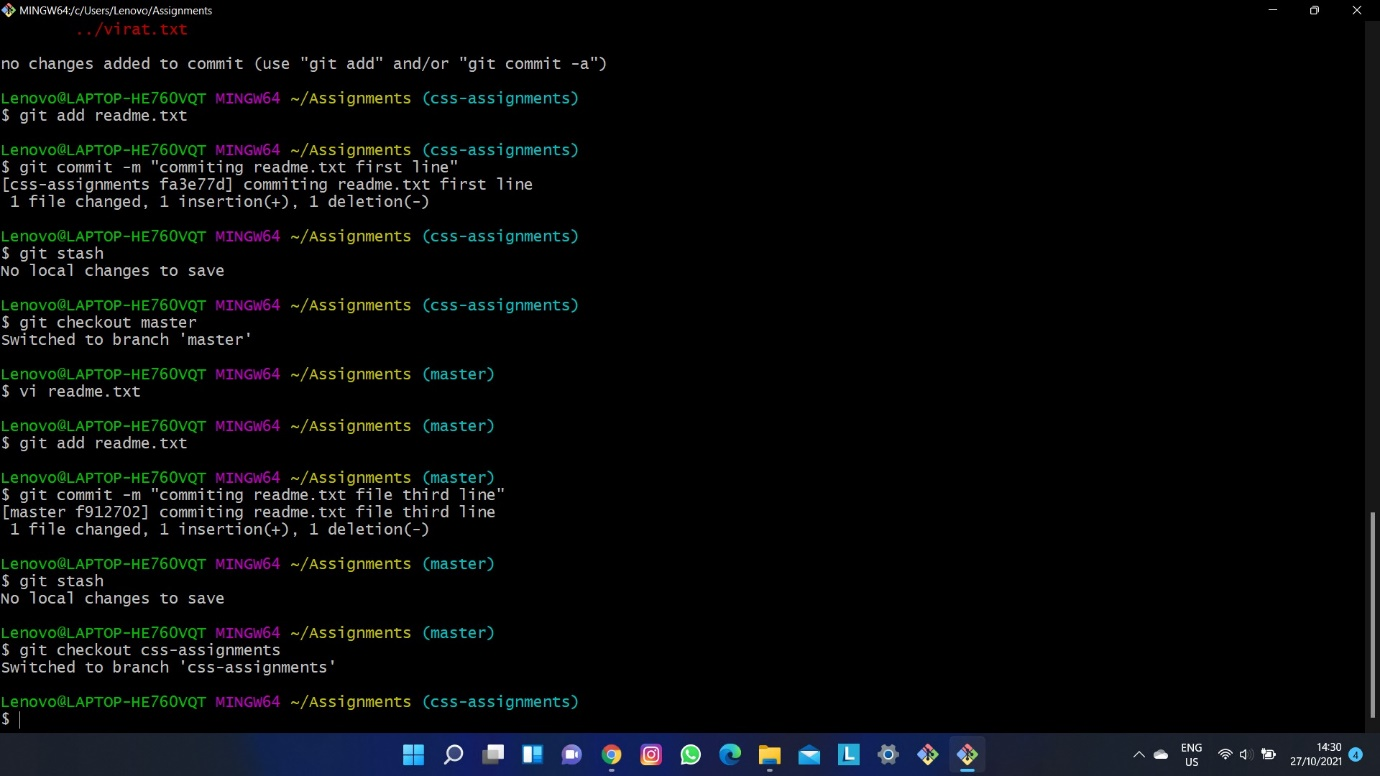 MINGW64:/c/Users/Lenovo/Assignments
../virat.txt
no changes added to commit (use "git add" and/or "git commit -a")
Lenovo@LAPTOP-HE760VQT MINGW64 ~/Assignments (css-assignments)
$ git add readme.txt
Lenovo@LAPTOP-HE760VQT MINGW64 ~/Assignments (css-assignments)
$ git commit -m "commiting readme.txt first line"
[css-assignments fa3e77d] commiting readme.txt first line
1 file changed, 1 insertion(+), 1 deletion(-)
Lenovo@LAPTOP-HE760VQT MINGW64 ~/Assignments (css-assignments)
$ git stash
No local changes to save
Lenovo@LAPTOP-HE760VQT MINGW64 ~/Assignments (css-assignments)
$ git checkout master
Switched to branch 'master'
Lenovo@LAPTOP-HE760VQT MINGW64 ~/Assignments (master)
$ vi readme.txt
Lenovo@LAPTOP-HE760VQT MINGW64 ~/Assignments (master)
$ git add readme.txt
Lenovo@LAPTOP-HE760VQT MINGW64 ~/Assignments (master)
$ git commit -m "commiting readme.txt file third line"
[master f912702] commiting readme.txt file third line
1 file changed, 1 insertion(+), 1 deletion(-)
Lenovo@LAPTOP-HE760VQT MINGW64 ~/Assignments (master)
$ git stash
No local changes to save
Lenovo@LAPTOP-HE760VQT MINGW64 ~/Assignments (master)
$ git checkout css-assignments
Switched to branch 'css-assignments'
Lenovo@LAPTOP-HE760VQT MINGW64 ~/Assignments (css-assignments)
$
L
ENG
US
14:30
27/10/2021
4